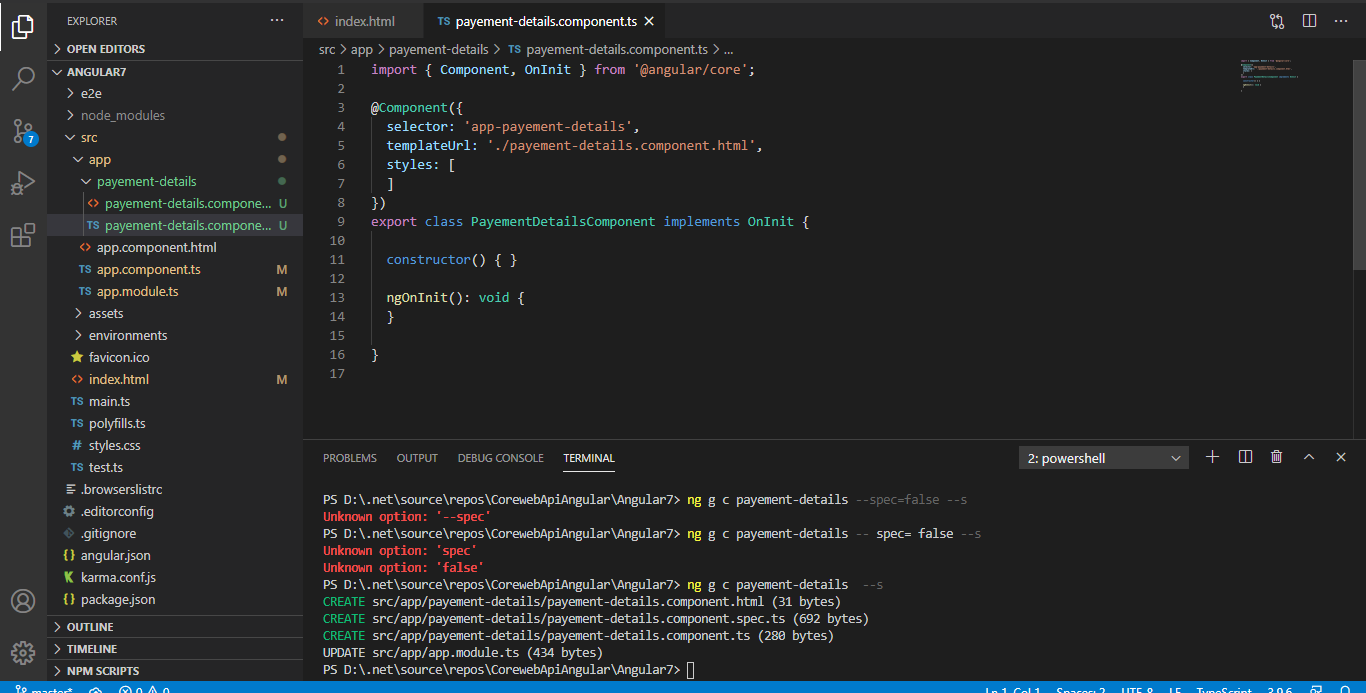 EXPLORER ...
OPEN EDITORS
ANGULAR7
e2e
node_modules
src
app
payement-details
payement-details.compone... U
TS payement-details.compone... U
app.component.html
TS app.component.ts M
TS app.module.ts M
assets
environments
favicon.ico
index.html M
TS main.ts
TS polyfills.ts
# styles.css
TS test.ts
.browserslistrc
.editorconfig
.gitignore
{} angular.json
karma.conf.js
{} package.json
OUTLINE
TIMELINE
NPM SCRIPTS
7
<> index.html
TS payement-details.component.ts ×
src > app > payement-details > TS payement-details.component.ts > ...
1 import { Component, OnInit } from '@angular/core';
2
3 @Component({
4 selector: 'app-payement-details',
5 templateUrl: './payement-details.component.html',
6 styles: [
7 ]
8 })
9 export class PayementDetailsComponent implements OnInit {
10
11 constructor() { }
12
13 ngOnInit(): void {
14 }
15
16 }
17
PROBLEMS OUTPUT DEBUG CONSOLE TERMINAL 2: powershell
PS D:\.net\source\repos\CorewebApiAngular\Angular7> ng g c payement-details --spec=false --s
Unknown option: '--spec'
PS D:\.net\source\repos\CorewebApiAngular\Angular7> ng g c payement-details -- spec= false --s
Unknown option: 'spec'
Unknown option: 'false'
PS D:\.net\source\repos\CorewebApiAngular\Angular7> ng g c payement-details  --s
CREATE src/app/payement-details/payement-details.component.html (31 bytes)
CREATE src/app/payement-details/payement-details.component.spec.ts (692 bytes)
CREATE src/app/payement-details/payement-details.component.ts (280 bytes)
UPDATE src/app/app.module.ts (434 bytes)
PS D:\.net\source\repos\CorewebApiAngular\Angular7>
master* 0 0 Ln 1, Col 1 Spaces: 2 UTF-8 LF TypeScript 3.9.6